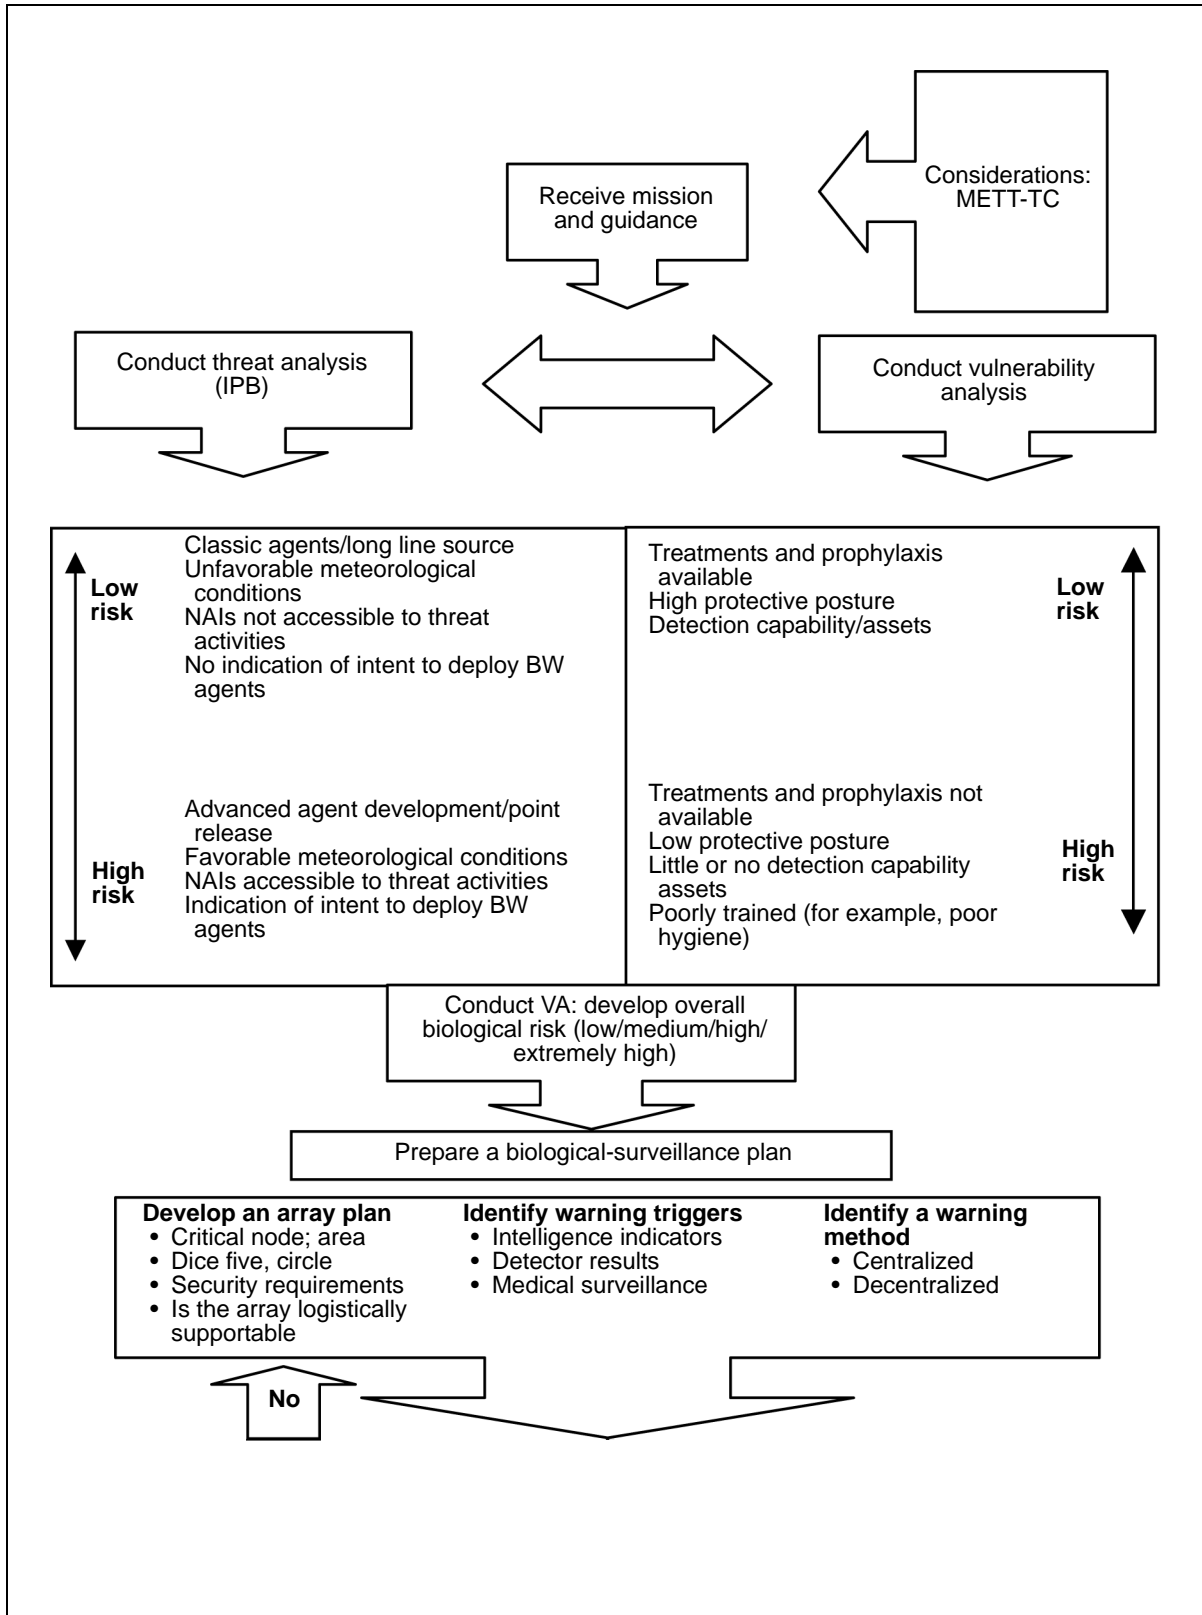 Considerations:
METT-TC
Receive mission
and guidance
Conduct threat analysis
(IPB)
Conduct vulnerability
analysis
Low
risk
Classic agents/long line source
Unfavorable meteorological
conditions
NAIs not accessible to threat
activities
No indication of intent to deploy BW
agents
High
risk
Advanced agent development/point
release
Favorable meteorological conditions
NAIs accessible to threat activities
Indication of intent to deploy BW
agents
Treatments and prophylaxis
available
High protective posture
Detection capability/assets
Low
risk
Treatments and prophylaxis not
available
Low protective posture
Little or no detection capability
assets
Poorly trained (for example, poor
hygiene)
High
risk
Conduct VA: develop overall
biological risk (low/medium/high/
extremely high)
Prepare a biological-surveillance plan
Develop an array plan
• Critical node; area
• Dice five, circle
• Security requirements
• Is the array logistically
supportable
Identify warning triggers
• Intelligence indicators
• Detector results
• Medical surveillance
Identify a warning
method
• Centralized
• Decentralized
No